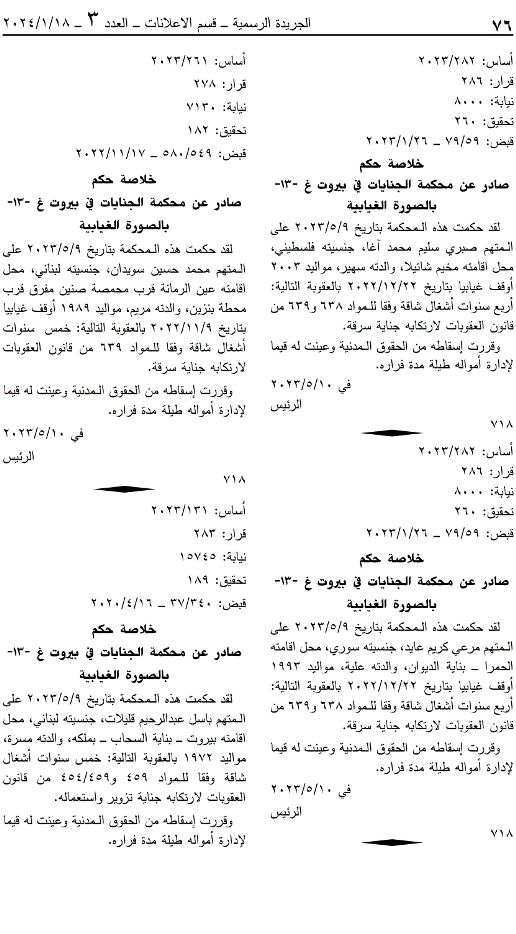 ٧٦
الجريدة الرسمية ــ قسم الاعلانات ــ العدد ٣ ــ ٢٠٢٤/١/١٨
أساس: ٢٠٢٣/٢٨٢
قرار: ٢٨٦
نيابة: ٨٠٠٠
تحقيق: ٢٦٠
قبض: ٧٩/٥٩ ــ ٢٠٢٣/١/٢٦
خلاصة حكم
صادر عن محكمة الجنايات في بيروت غ -١٣-
بالصورة الغيابية
لقد حكمت هذه المحكمة بتاريخ ٢٠٢٣/٥/٩ على
المتهم صبري سليم محمد أغا، جنسيته فلسطيني،
محل اقامته مخيم شاتيلا، والدته سهير، مواليد ٢٠٠٣
أوقف غيابيا بتاريخ ٢٠٢٢/١٢/٢٢ بالعقوبة التالية:
أربع سنوات أشغال شاقة وفقا للمواد ٦٣٨ و٦٣٩ من
قانون العقوبات لارتكابه جناية سرقة.
وقررت إسقاطه من الحقوق المدنية وعينت له قيما
لإدارة أمواله طيلة مدة فراره.
في ٢٠٢٣/٥/١٠
الرئيس
٧١٨
أساس: ٢٠٢٣/٢٨٢
قرار: ٢٨٦
نيابة: ٨٠٠٠
تحقيق: ٢٦٠
قبض: ٧٩/٥٩ ــ ٢٠٢٣/١/٢٦
خلاصة حكم
صادر عن محكمة الجنايات في بيروت غ -١٣-
بالصورة الغيابية
لقد حكمت هذه المحكمة بتاريخ ٢٠٢٣/٥/٩ على
المتهم مرعي كريم عايد، جنسيته سوري، محل اقامته
الحمرا ــ بناية الديوان، والدته علية، مواليد ١٩٩٣
أوقف غيابيا بتاريخ ٢٠٢٢/١٢/٢٢ بالعقوبة التالية:
أربع سنوات أشغال شاقة وفقا للمواد ٦٣٨ و٦٣٩ من
قانون العقوبات لارتكابه جناية سرقة.
وقررت إسقاطه من الحقوق المدنية وعينت له قيما
لإدارة أمواله طيلة مدة فراره.
في ٢٠٢٣/٥/١٠
الرئيس
٧١٨
أساس: ٢٠٢٣/٢٦١
قرار: ٢٧٨
نيابة: ٧١٣٠
تحقيق: ١٨٢
قبض: ٥٨٠/٥٤٩ ــ ٢٠٢٢/١١/١٧
خلاصة حكم
صادر عن محكمة الجنايات في بيروت غ -١٣-
بالصورة الغيابية
لقد حكمت هذه المحكمة بتاريخ ٢٠٢٣/٥/٩ على
المتهم محمد حسين سويدان، جنسيته لبناني، محل
اقامته عين الرمانة قرب محمصة صنين مفرق قرب
محطة بنزين، والدته مريم، مواليد ١٩٨٩ أوقف غيابيا
بتاريخ ٢٠٢٢/١١/٩ بالعقوبة التالية: خمس سنوات
أشغال شاقة وفقا للمواد ٦٣٩ من قانون العقوبات
لارتكابه جناية سرقة.
وقررت إسقاطه من الحقوق المدنية وعينت له قيما
لإدارة أمواله طيلة مدة فراره.
في ٢٠٢٣/٥/١٠
الرئيس
٧١٨
أساس: ٢٠٢٣/١٣١
قرار: ٢٨٣
نيابة: ١٥٧٤٥
تحقيق: ١٨٩
قبض: ٣٧/٣٤٠ ــ ٢٠٢٠/٤/١٦
خلاصة حكم
صادر عن محكمة الجنايات في بيروت غ -١٣-
بالصورة الغيابية
لقد حكمت هذه المحكمة بتاريخ ٢٠٢٣/٥/٩ على
المتهم باسل عبدالرحيم قليلات، جنسيته لبناني، محل
اقامته بيروت ــ بناية السحاب ــ بملكه، والدته مسرة،
مواليد ١٩٧٢ بالعقوبة التالية: خمس سنوات أشغال
شاقة وفقا للمواد ٤٥٩ و٤٥٤/٤٥٩ من قانون
العقوبات لارتكابه جناية تزوير واستعماله.
وقررت إسقاطه من الحقوق المدنية وعينت له قيما
لإدارة أمواله طيلة مدة فراره.